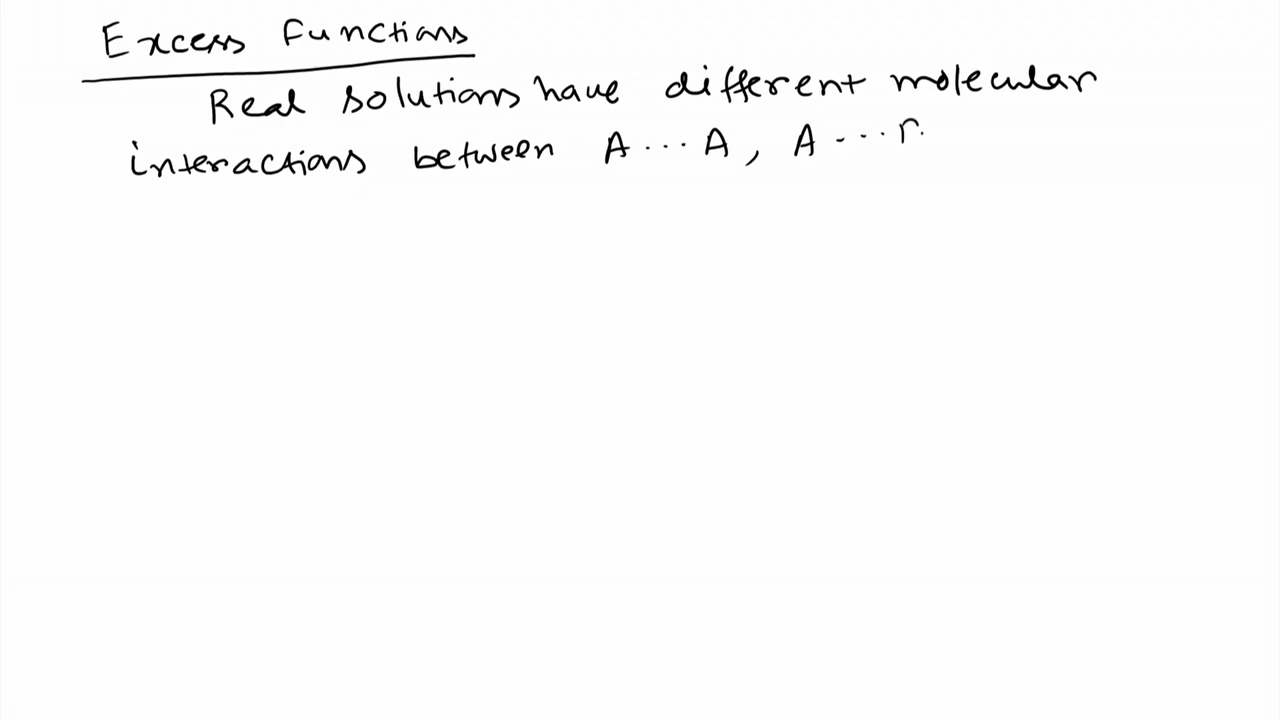 Excess Functions
Real solutions have different molecular
interactions between A...A, A...